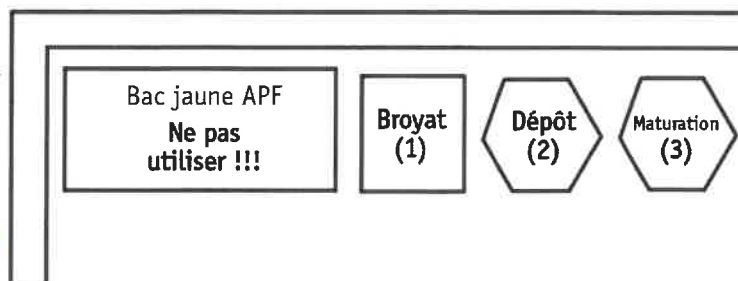 Bac jaune APF
Ne pas
utiliser !!!
Broyat
(1)
Dépôt
(2)
Maturation
(3)